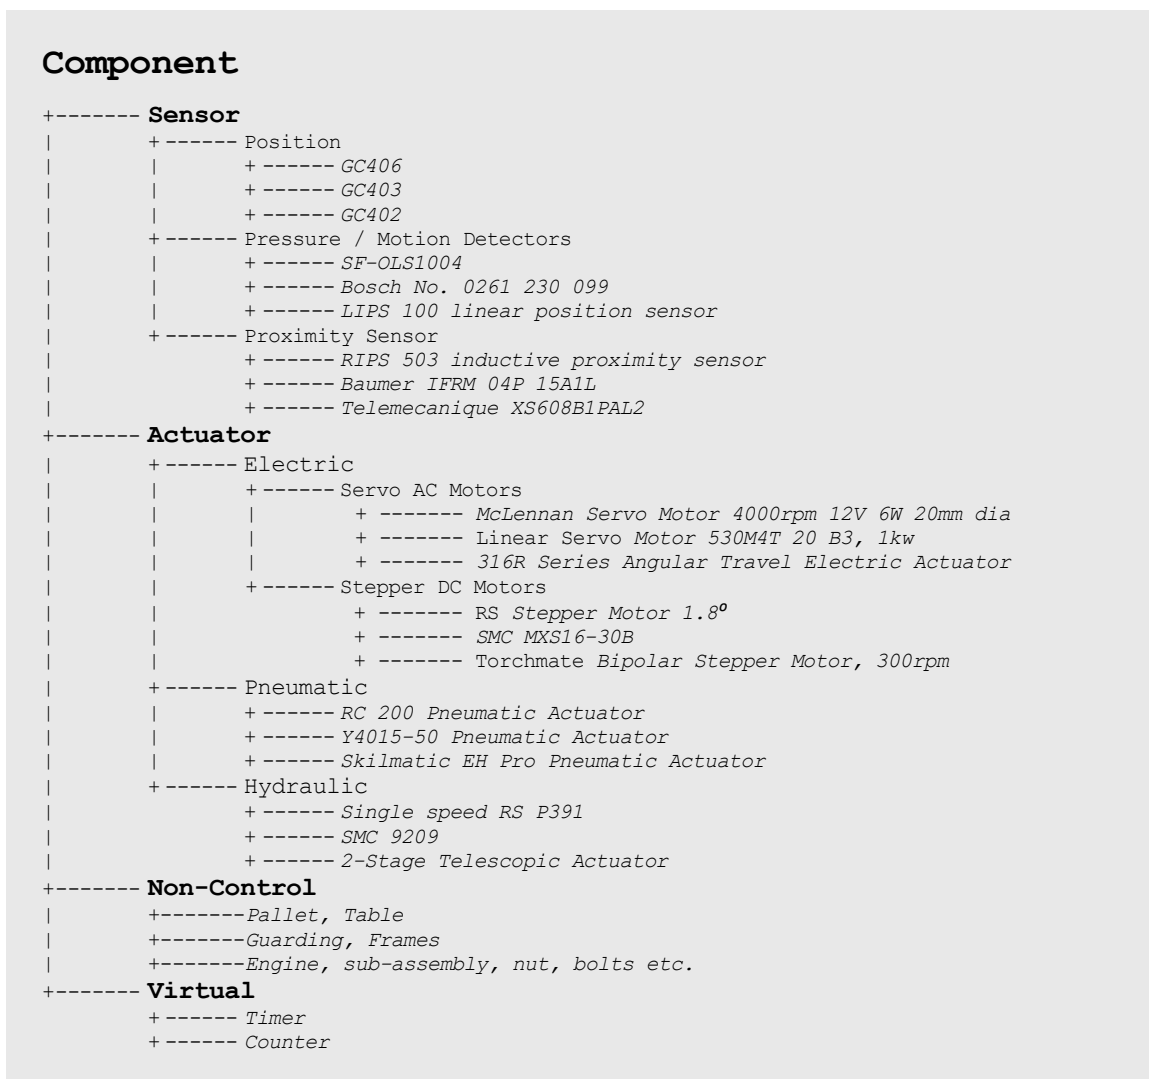 Component
+------- Sensor
| +------ Position
| | +------ GC406
| | +------ GC403
| | +------ GC402
| +------ Pressure / Motion Detectors
| | +------ SF-OLS1004
| | +------ Bosch No. 0261 230 099
| | +------ LIPS 100 linear position sensor
| +------ Proximity Sensor
| +------ RIPS 503 inductive proximity sensor
| +------ Baumer IFRM 04P 15A1L
| +------ Telemecanique XS608B1PAL2
+------- Actuator
| +------ Electric
| | +------ Servo AC Motors
| | | + ------- McLennan Servo Motor 4000rpm 12V 6W 20mm dia
| | | + ------- Linear Servo Motor 530M4T 20 B3, 1kw
| | | + ------- 316R Series Angular Travel Electric Actuator
| | +------ Stepper DC Motors
| | + ------- RS Stepper Motor 1.8º
| | + ------- SMC MXS16-30B
| | + ------- Torchmate Bipolar Stepper Motor, 300rpm
| +------ Pneumatic
| | +------ RC 200 Pneumatic Actuator
| | +------ Y4015-50 Pneumatic Actuator
| | +------ Skilmatic EH Pro Pneumatic Actuator
| +------ Hydraulic
| +------ Single speed RS P391
| +------ SMC 9209
| +------ 2-Stage Telescopic Actuator
+------- Non-Control
| +-------Pallet, Table
| +-------Guarding, Frames
| +-------Engine, sub-assembly, nut, bolts etc.
+------- Virtual
+------ Timer
+------ Counter